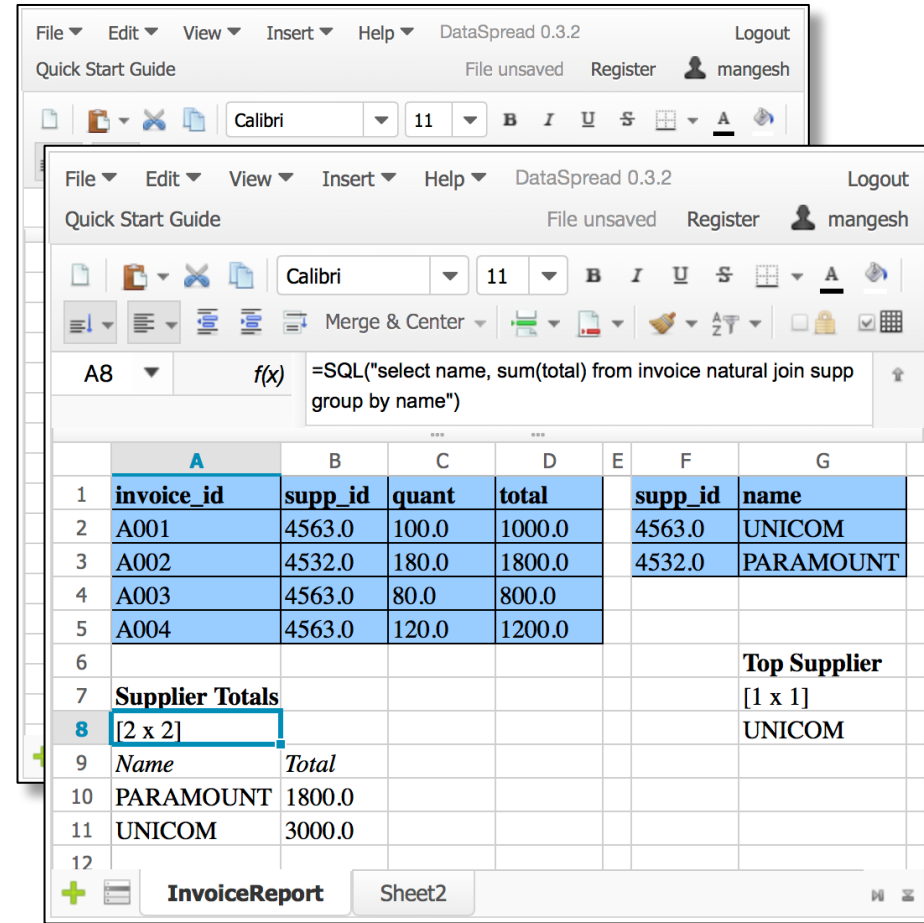 File Edit View Insert Help DataSpread 0.3.2 Logout
Quick Start Guide File unsaved Register mangesh
Calibri 11 B I U S A
File Edit View Insert Help DataSpread 0.3.2 Logout
Quick Start Guide File unsaved Register mangesh
Calibri 11 B I U S A
Merge & Center A Z
A8 f(x) =SQL("select name, sum(total) from invoice natural join supp
group by name")
A B C D E F G
1 invoice_id supp_id quant total supp_id name
2 A001 4563.0 100.0 1000.0 4563.0 UNICOM
3 A002 4532.0 180.0 1800.0 4532.0 PARAMOUNT
4 A003 4563.0 80.0 800.0
5 A004 4563.0 120.0 1200.0
6 Top Supplier
7 Supplier Totals [1 x 1]
8 [2 x 2] UNICOM
9 Name Total
10 PARAMOUNT 1800.0
11 UNICOM 3000.0
12
InvoiceReport Sheet2